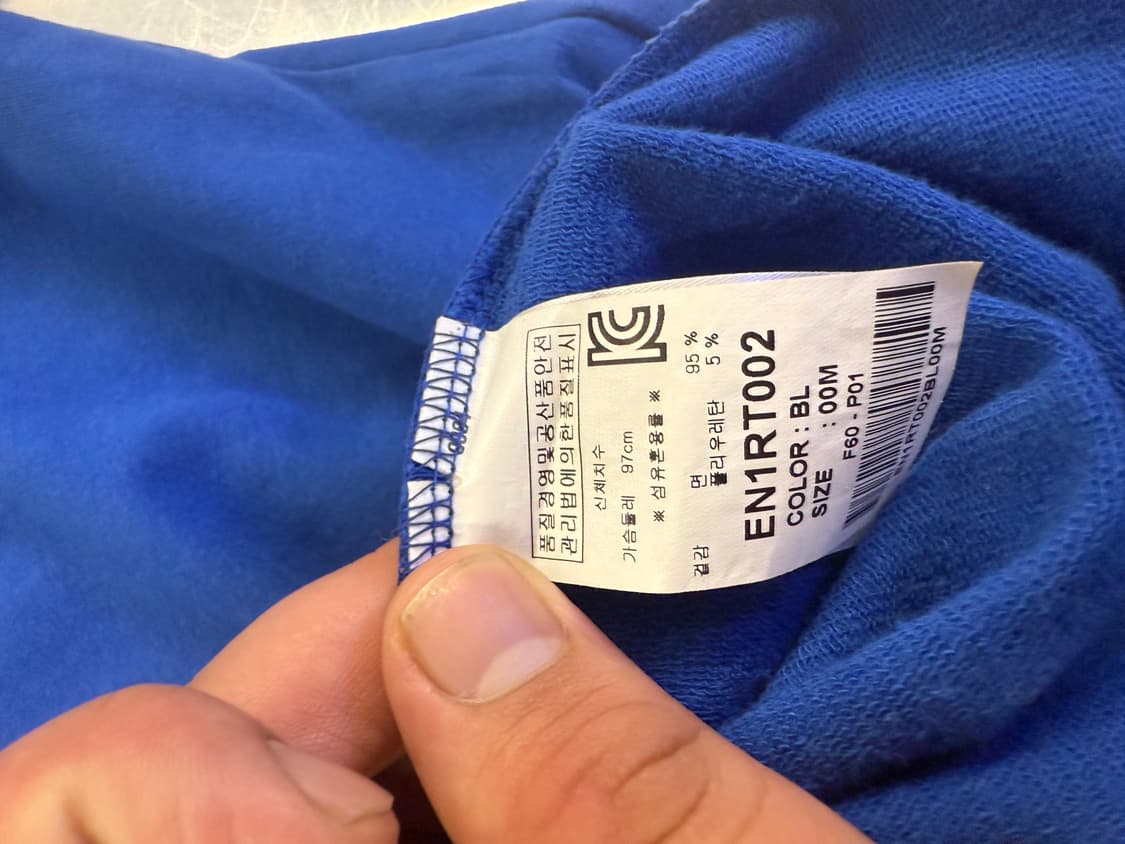 품질경영및공산품안전
관리법에의한품질표시
신체치수
가슴둘레 97cm
※ 섬유혼용률 ※
겉감 면 95 %
폴리우레탄 5 %
EN1RT002
COLOR : BL
SIZE : 00M
F60 - P01
EN1RT002BL00M